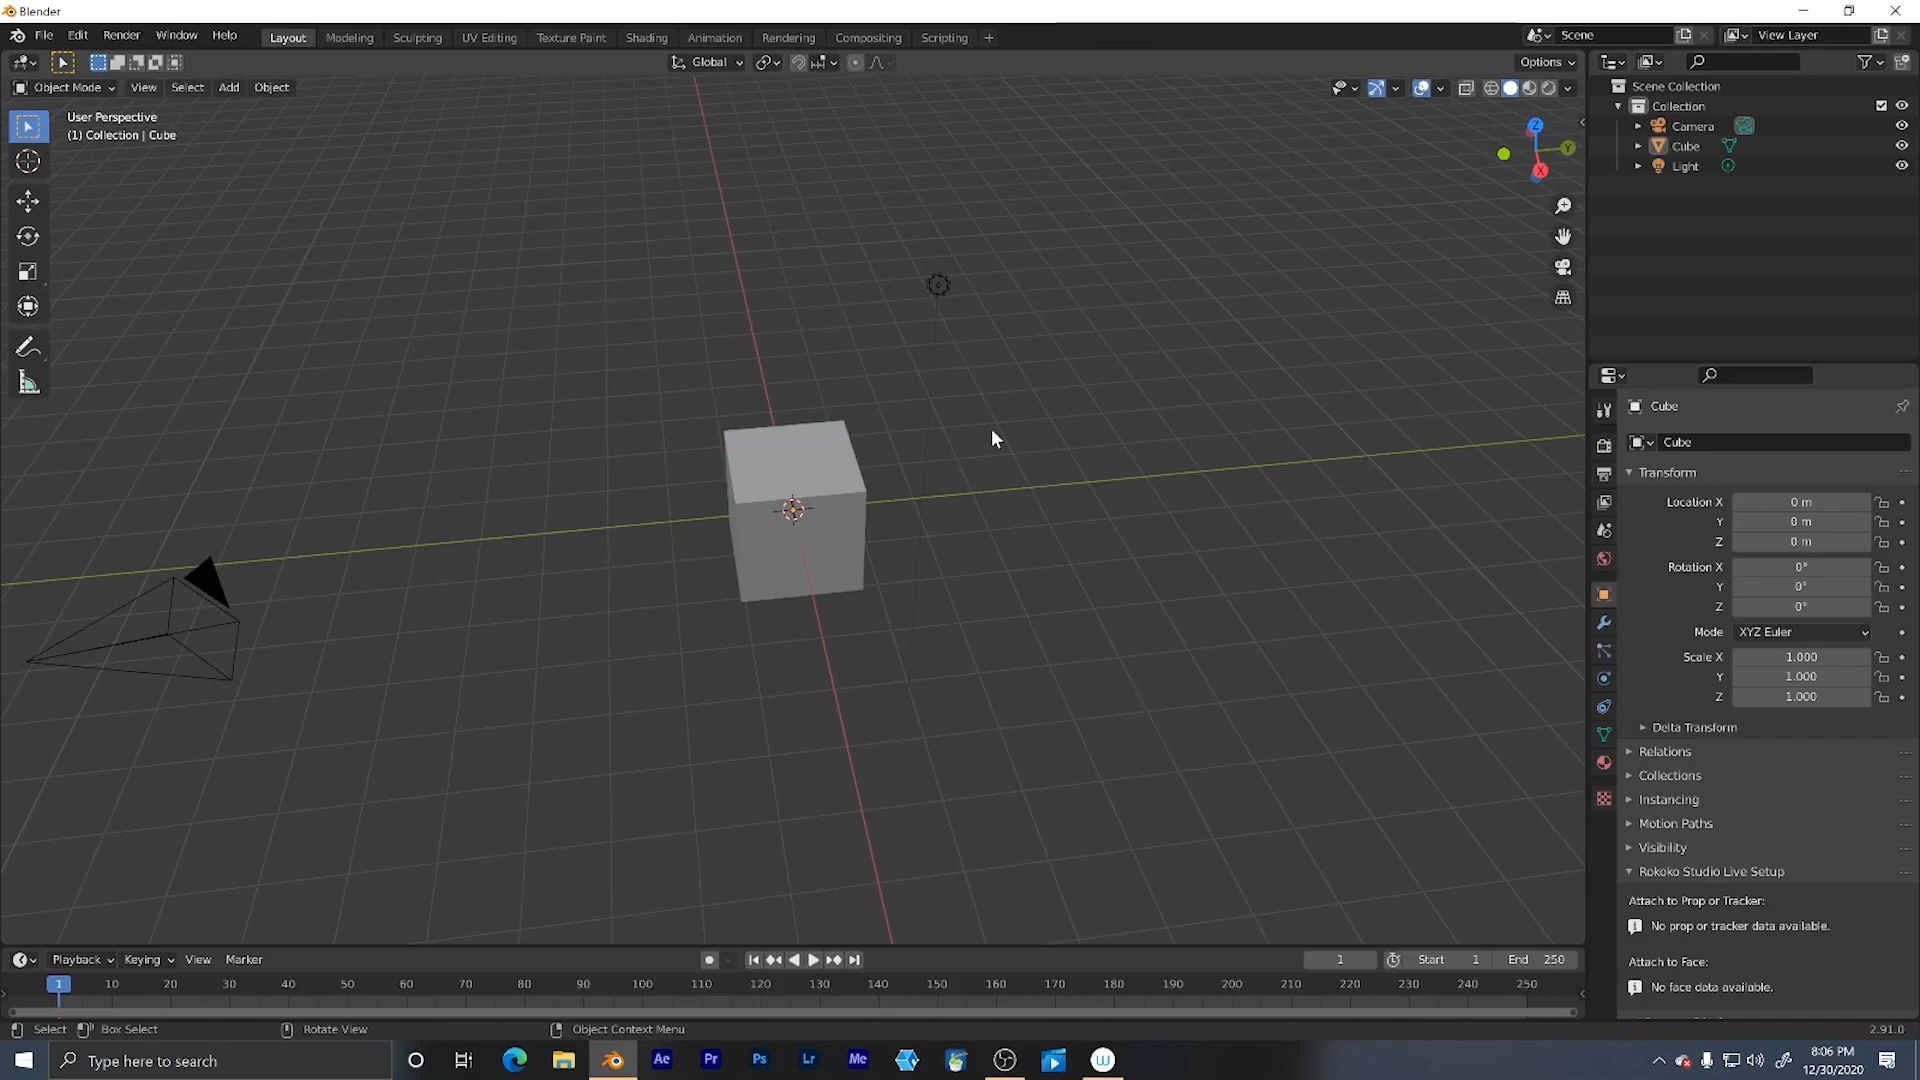 Blender
File Edit Render Window Help Layout Modeling Sculpting UV Editing Texture Paint Shading Animation Rendering Compositing Scripting + Scene View Layer
Global Options
Object Mode View Select Add Object
User Perspective
(1) Collection | Cube
Z
Y
X
Scene Collection
Collection
Camera
Cube
Light
Cube
Cube
Transform
Location X 0 m
Y 0 m
Z 0 m
Rotation X 0°
Y 0°
Z 0°
Mode XYZ Euler
Scale X 1.000
Y 1.000
Z 1.000
Delta Transform
Relations
Collections
Instancing
Motion Paths
Visibility
Rokoko Studio Live Setup
Attach to Prop or Tracker:
No prop or tracker data available.
Attach to Face:
No face data available.
Playback Keying View Marker 1 Start 1 End 250
1 10 20 30 40 50 60 70 80 90 100 110 120 130 140 150 160 170 180 190 200 210 220 230 240 250
Select Box Select Rotate View Object Context Menu 2.91.0
Type here to search Ae Pr Ps Lr Me W 8:06 PM
12/30/2020